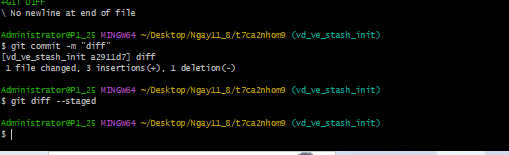 +GIT DIFF
\ No newline at end of file
Administrator@P1_25 MINGW64 ~/Desktop/Ngay11_8/t7ca2nhom9 (vd_ve_stash_init)
$ git commit -m "diff"
[vd_ve_stash_init a2911d7] diff
 1 file changed, 3 insertions(+), 1 deletion(-)
Administrator@P1_25 MINGW64 ~/Desktop/Ngay11_8/t7ca2nhom9 (vd_ve_stash_init)
$ git diff --staged
Administrator@P1_25 MINGW64 ~/Desktop/Ngay11_8/t7ca2nhom9 (vd_ve_stash_init)
$